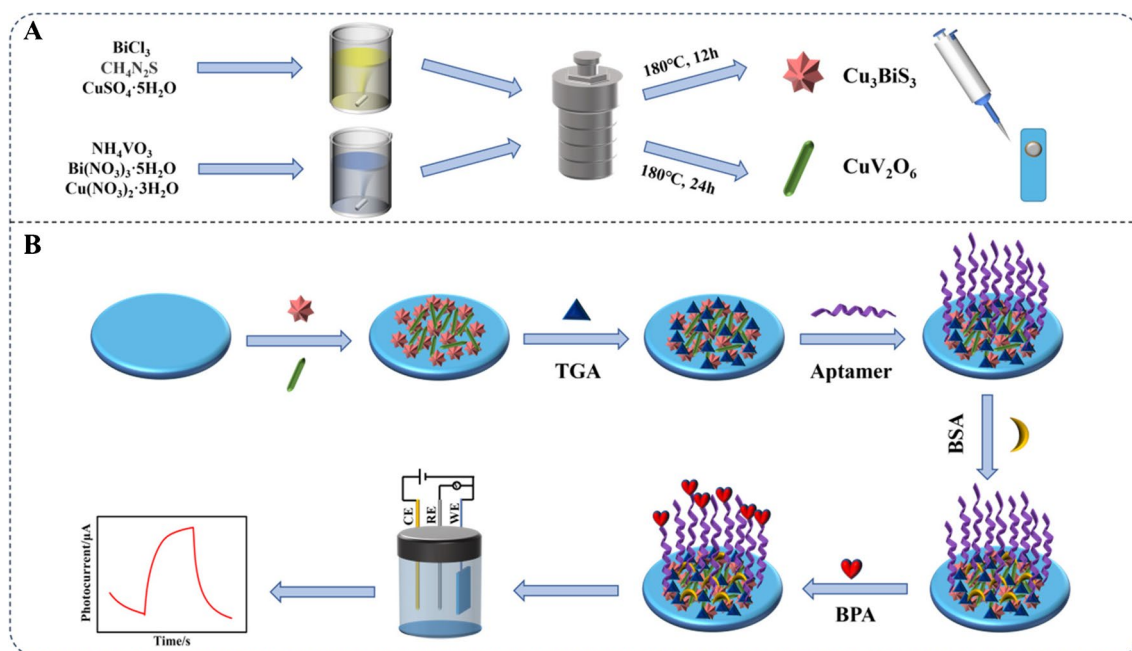 A
BiCl₃
CH₄N₂S
CuSO₄·5H₂O
180°C, 12h
Cu₃BiS₃
NH₄VO₃
Bi(NO₃)₃·5H₂O
Cu(NO₃)₂·3H₂O
180°C, 24h
CuV₂O₆
B
TGA
Aptamer
BSA
BPA
CE
RE
WE
Photocurrent/μA
Time/s